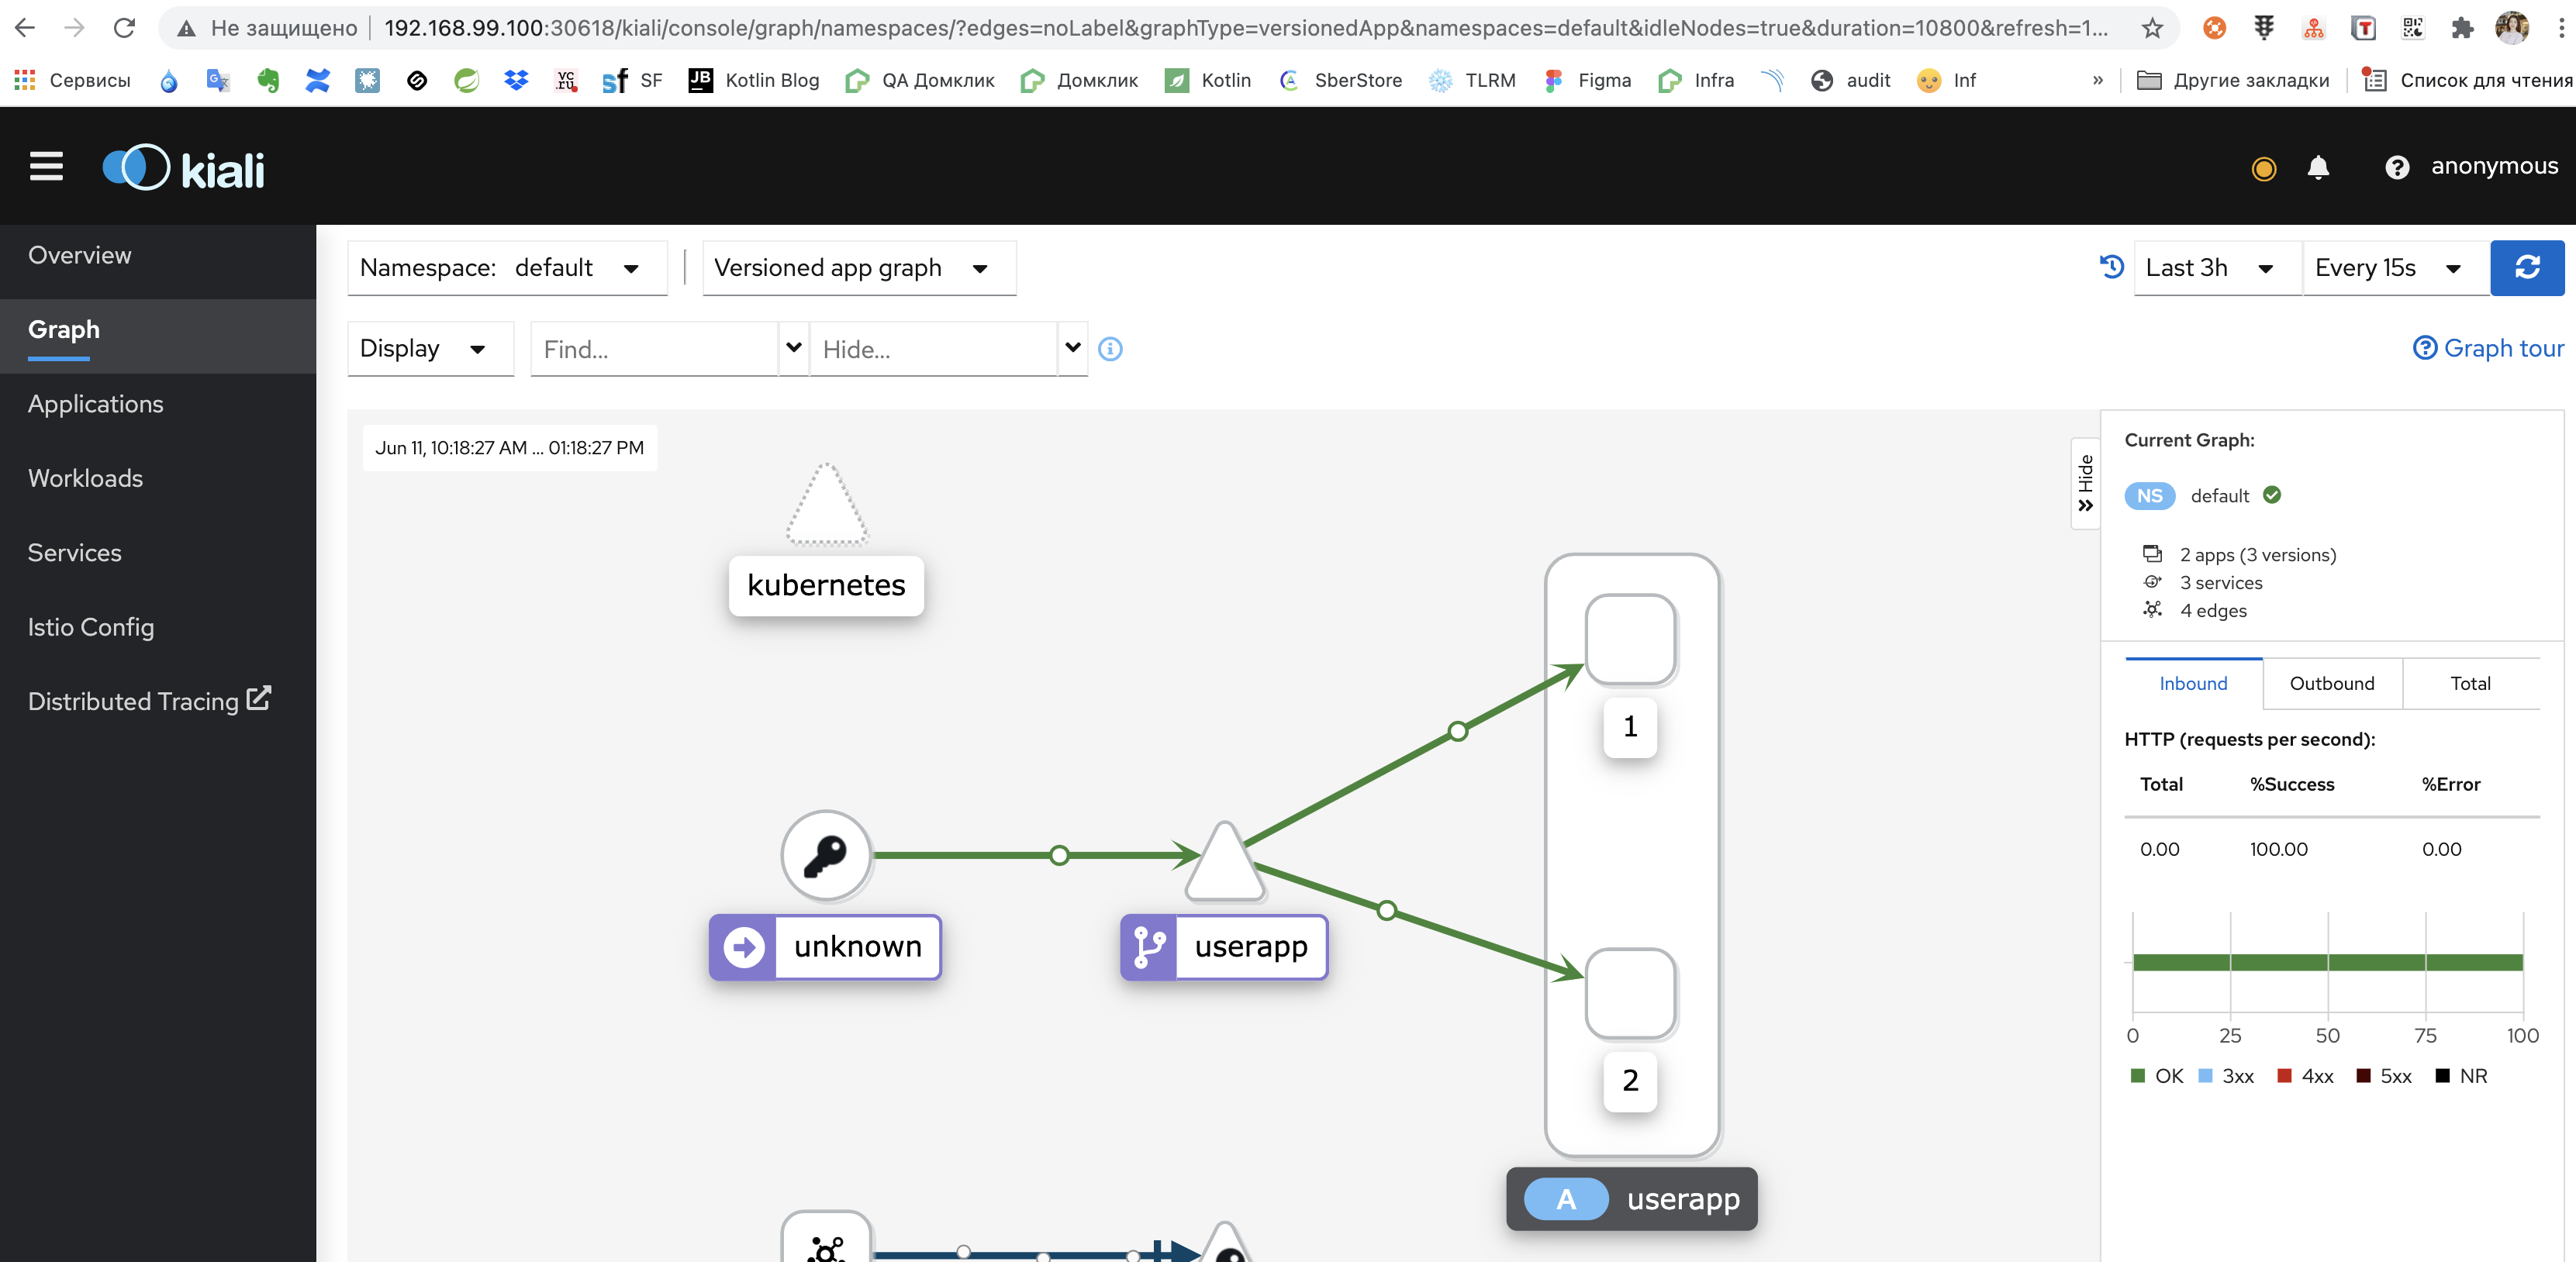 Не защищено 192.168.99.100:30618/kiali/console/graph/namespaces/?edges=noLabel&graphType=versionedApp&namespaces=default&idleNodes=true&duration=10800&refresh=1...
Сервисы УС.ru sf SF JB Kotlin Blog QA Домклик Домклик Kotlin SberStore TLRM Figma Infra audit Inf » Другие закладки Список для чтения
kiali anonymous
Overview
Graph
Applications
Workloads
Services
Istio Config
Distributed Tracing
Namespace: default Versioned app graph Last 3h Every 15s
Display Find... Hide... Graph tour
Jun 11, 10:18:27 AM ... 01:18:27 PM
kubernetes
1
unknown
userapp
2
A userapp
Hide
Current Graph:
NS default
2 apps (3 versions)
3 services
4 edges
Inbound Outbound Total
HTTP (requests per second):
Total %Success %Error
0.00 100.00 0.00
0 25 50 75 100
OK 3xx 4xx 5xx NR